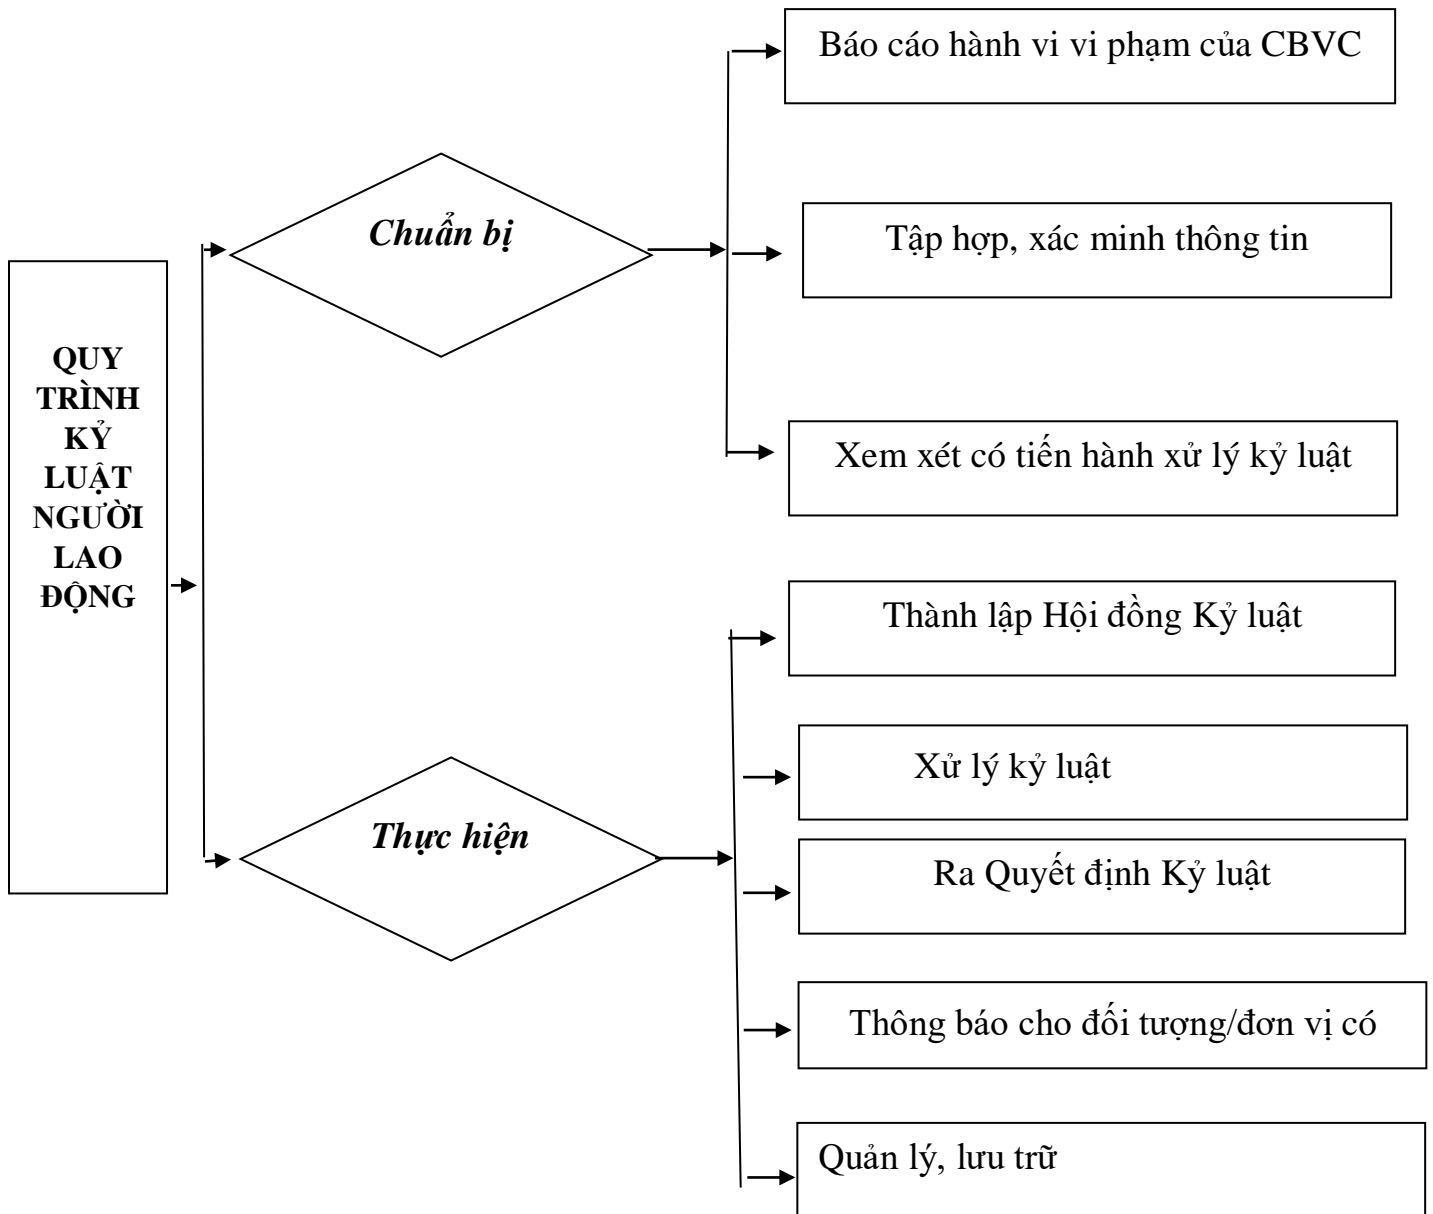 QUY
TRÌNH
KỶ
LUẬT
NGƯỜI
LAO
ĐỘNG
Chuẩn bị
Báo cáo hành vi vi phạm của CBVC
Tập hợp, xác minh thông tin
Xem xét có tiến hành xử lý kỷ luật
Thực hiện
Thành lập Hội đồng Kỷ luật
Xử lý kỷ luật
Ra Quyết định Kỷ luật
Thông báo cho đối tượng/đơn vị có
Quản lý, lưu trữ